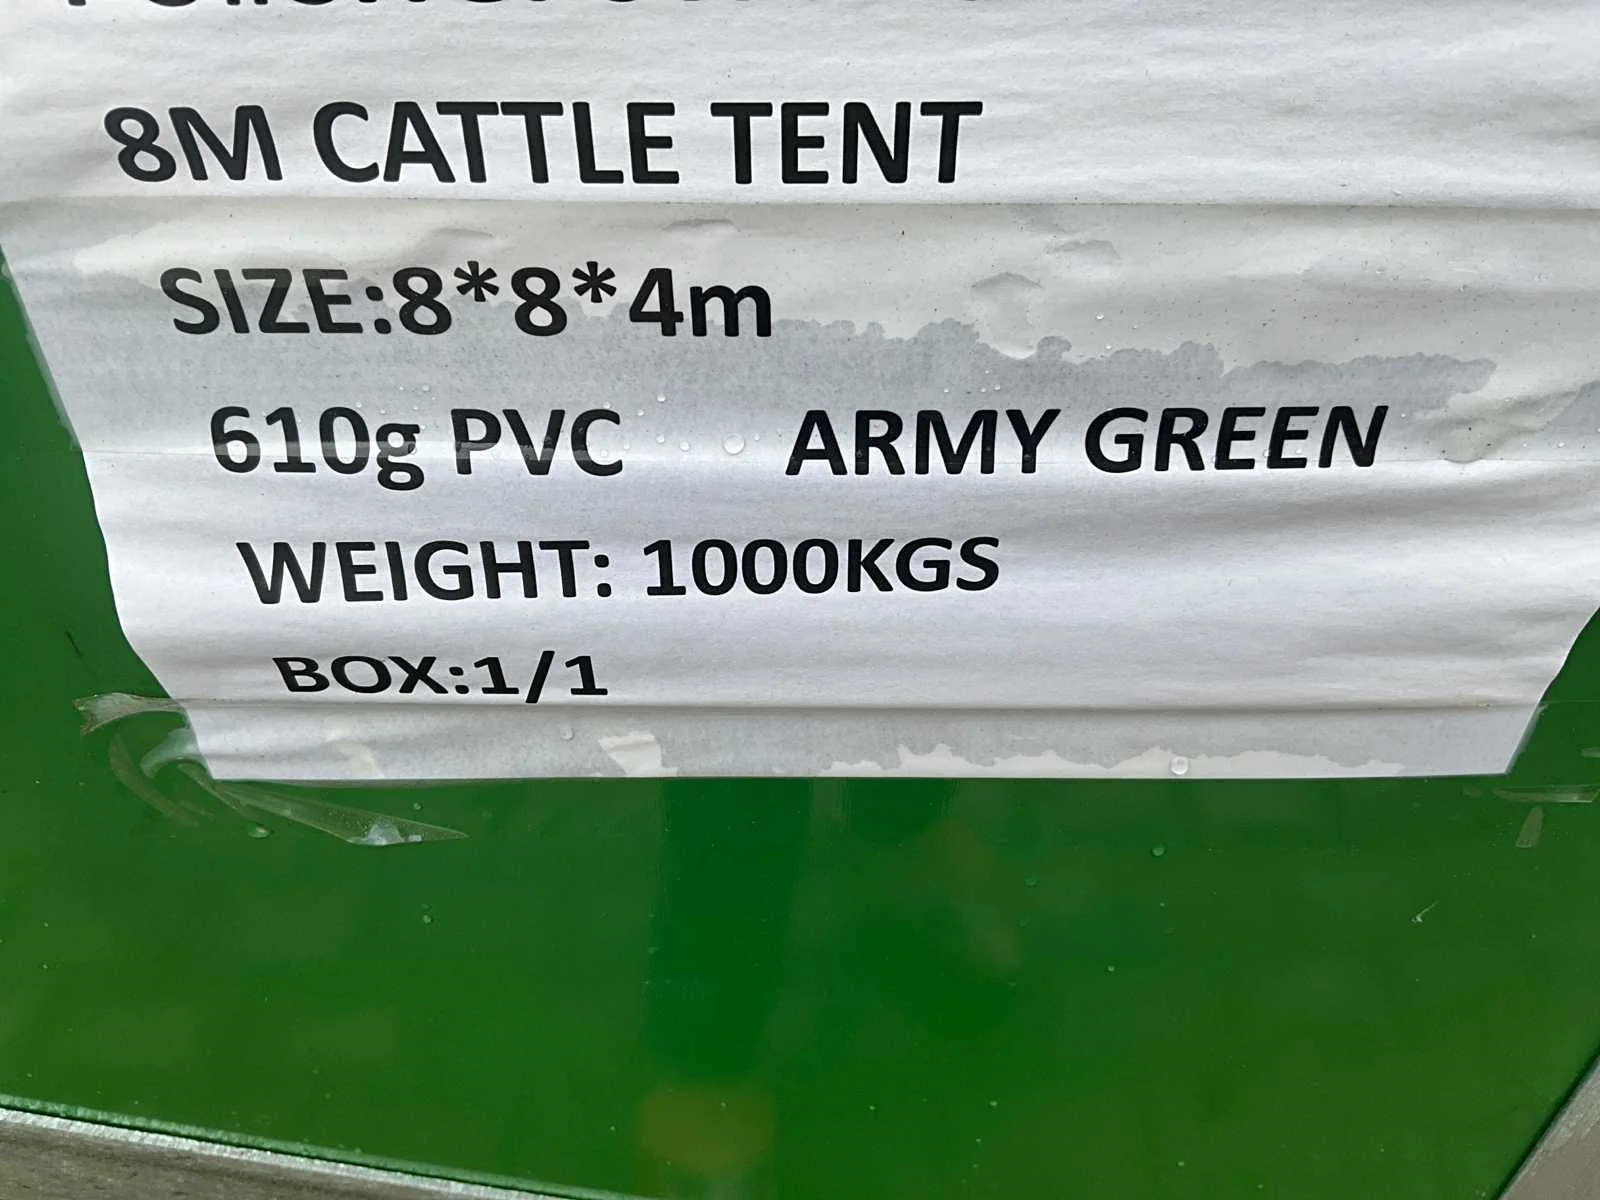 8M CATTLE TENT
SIZE:8*8*4m
610g PVC ARMY GREEN
WEIGHT: 1000KGS
BOX:1/1